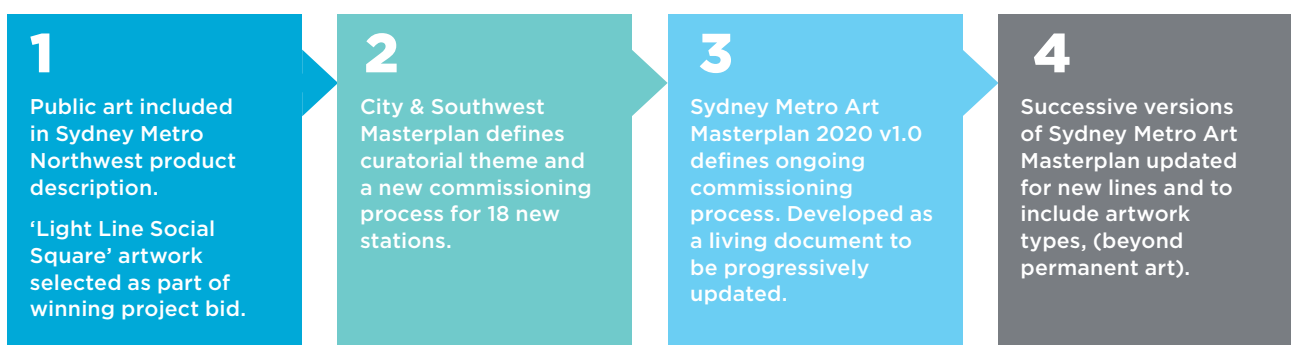 1
Public art included
in Sydney Metro
Northwest product
description.
‘Light Line Social
Square’ artwork
selected as part of
winning project bid.
2
City & Southwest
Masterplan defines
curatorial theme and
a new commissioning
process for 18 new
stations.
3
Sydney Metro Art
Masterplan 2020 v1.0
defines ongoing
commissioning
process. Developed as
a living document to
be progressively
updated.
4
Successive versions
of Sydney Metro Art
Masterplan updated
for new lines and to
include artwork
types, (beyond
permanent art).